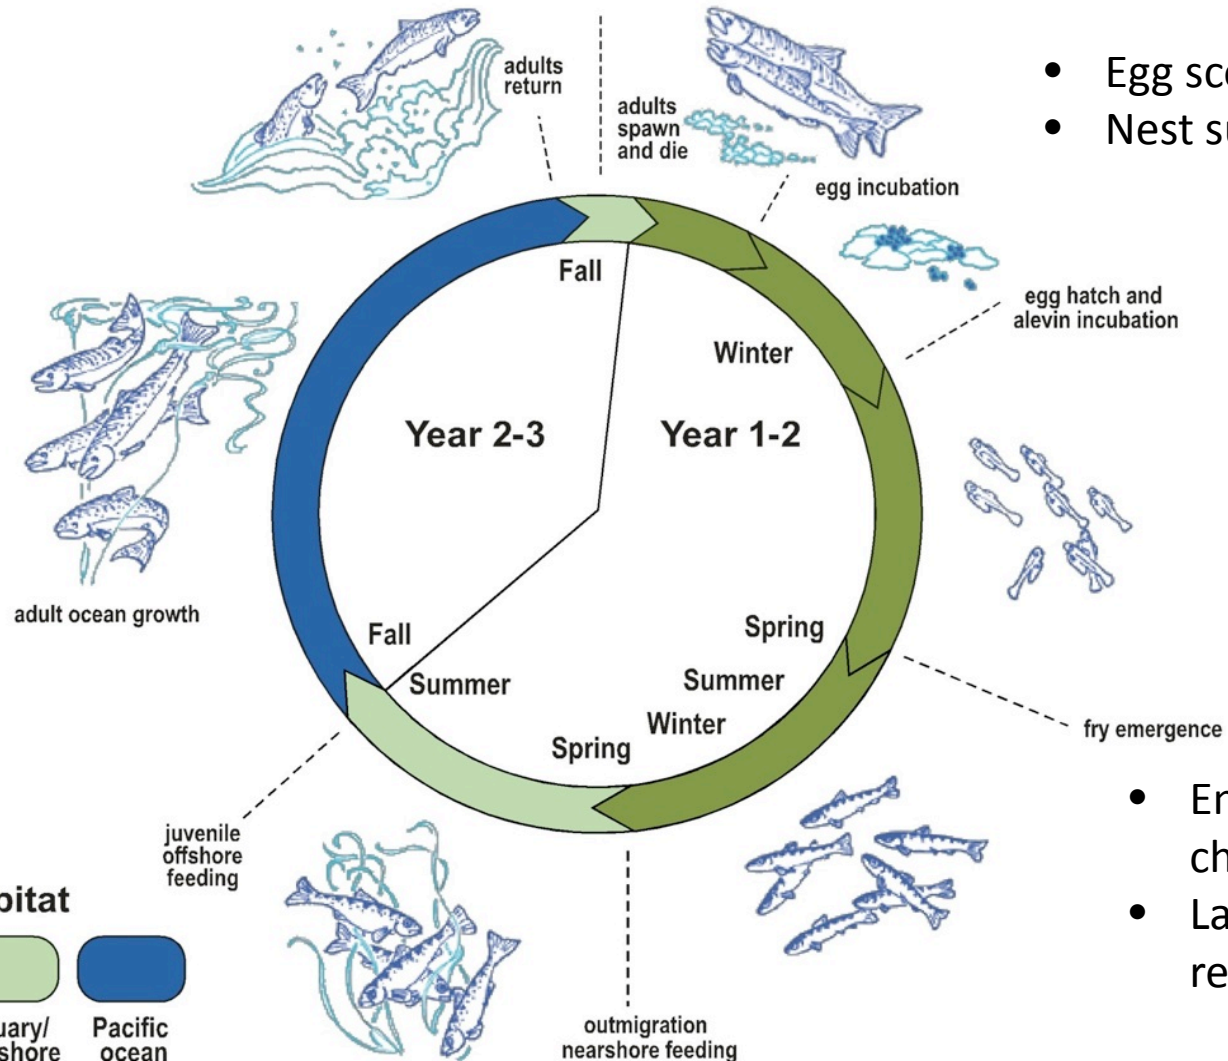 adults
return
adults
spawn
and die
egg incubation
egg hatch and
alevin incubation
fry emergence
outmigration
nearshore feeding
juvenile
offshore
feeding
adult ocean growth
Fall
Winter
Year 2-3
Year 1-2
Spring
Summer
Winter
Spring
Summer
Fall
• Egg
• Nest
Pacific
ocean